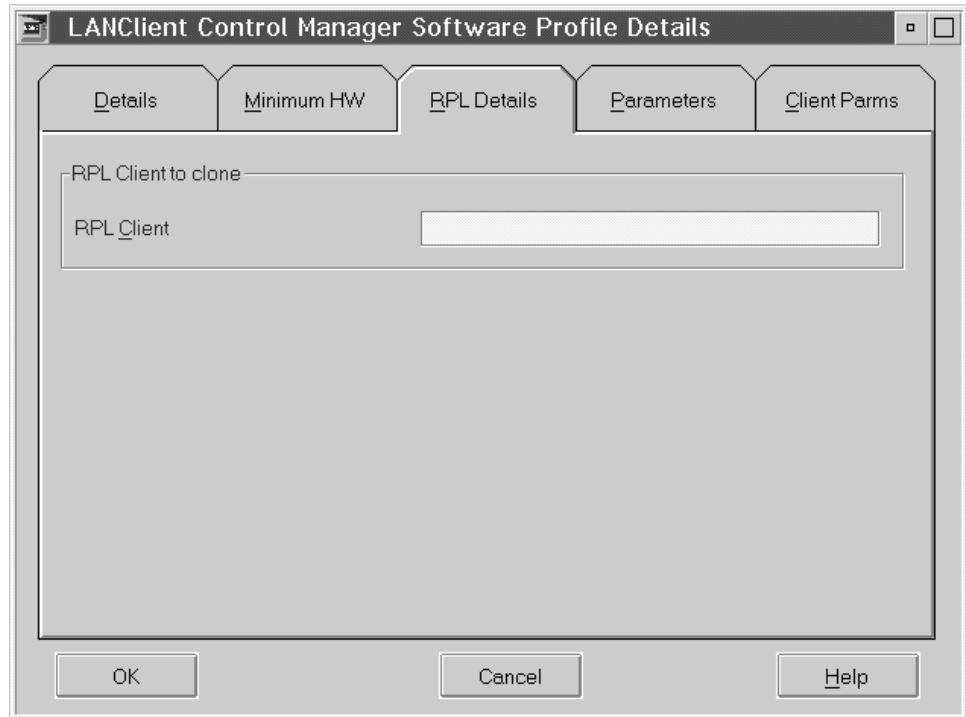 LANClient Control Manager Software Profile Details
Details Minimum HW RPL Details Parameters Client Parms
RPL Client to clone
RPL Client
OK Cancel Help